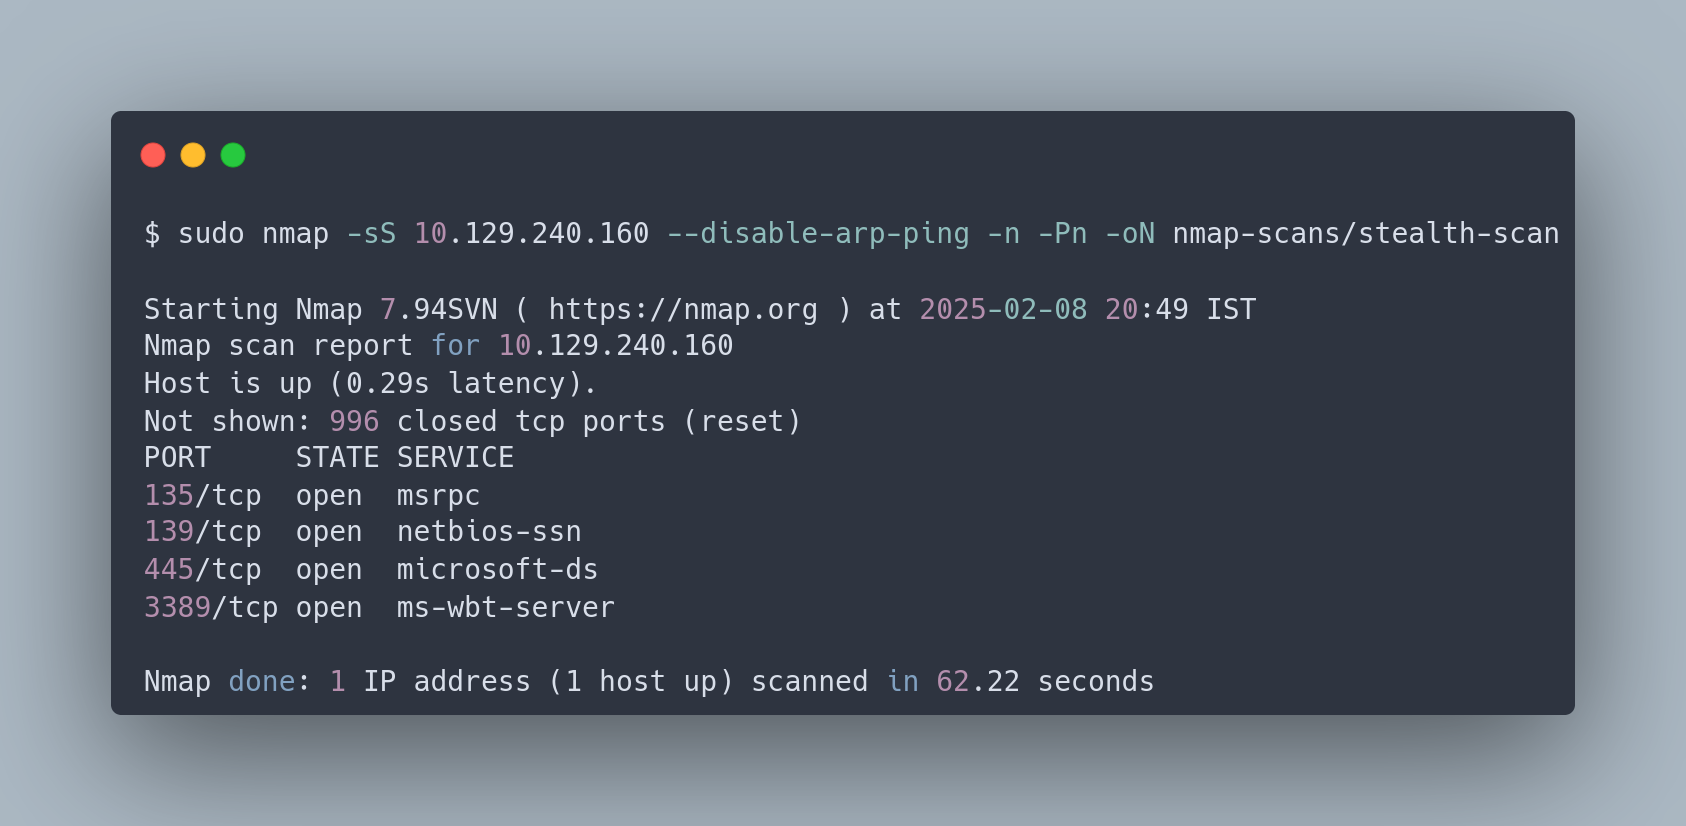 $ sudo nmap -sS 10.129.240.160 --disable-arp-ping -n -Pn -oN nmap-scans/stealth-scan
Starting Nmap 7.94SVN ( https://nmap.org ) at 2025-02-08 20:49 IST
Nmap scan report for 10.129.240.160
Host is up (0.29s latency).
Not shown: 996 closed tcp ports (reset)
PORT     STATE SERVICE
135/tcp  open  msrpc
139/tcp  open  netbios-ssn
445/tcp  open  microsoft-ds
3389/tcp open  ms-wbt-server
Nmap done: 1 IP address (1 host up) scanned in 62.22 seconds